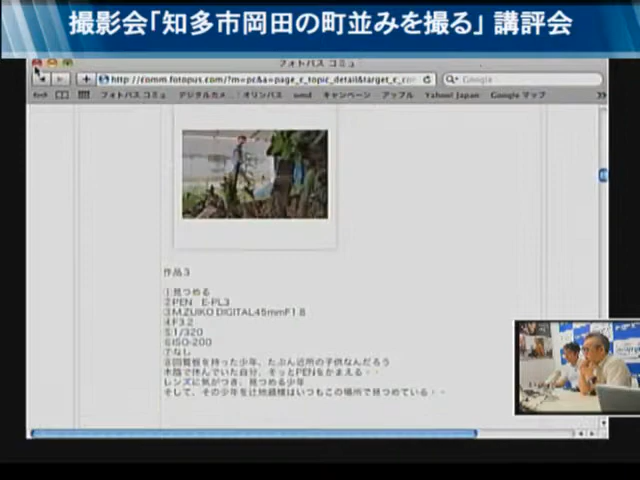 撮影会「知多市岡田の町並みを撮る」講評会
フォトパス コミュ
http://comm.fotopus.com/?m=pc&a=page_c_topic_detail&target_c_co
Google
フォトパス コミュ デジタルカメ... オリンパス omd キャンペーン アップル Yahoo! Japan Google マップ
作品3
①見つめる
②PEN E-PL3
③M.ZUIKO DIGITAL45mmF1.8
④F3.2
⑤1/320
⑥ISO-200
⑦なし
⑧回覧板を持った少年、たぶん近所の子供なんだろう
木陰で休んでいた自分、そっとPENをかまえる・・
レンズに気がつき、見つめる少年
そして、その少年を辻地蔵様はいつもこの場所で見つめている・・